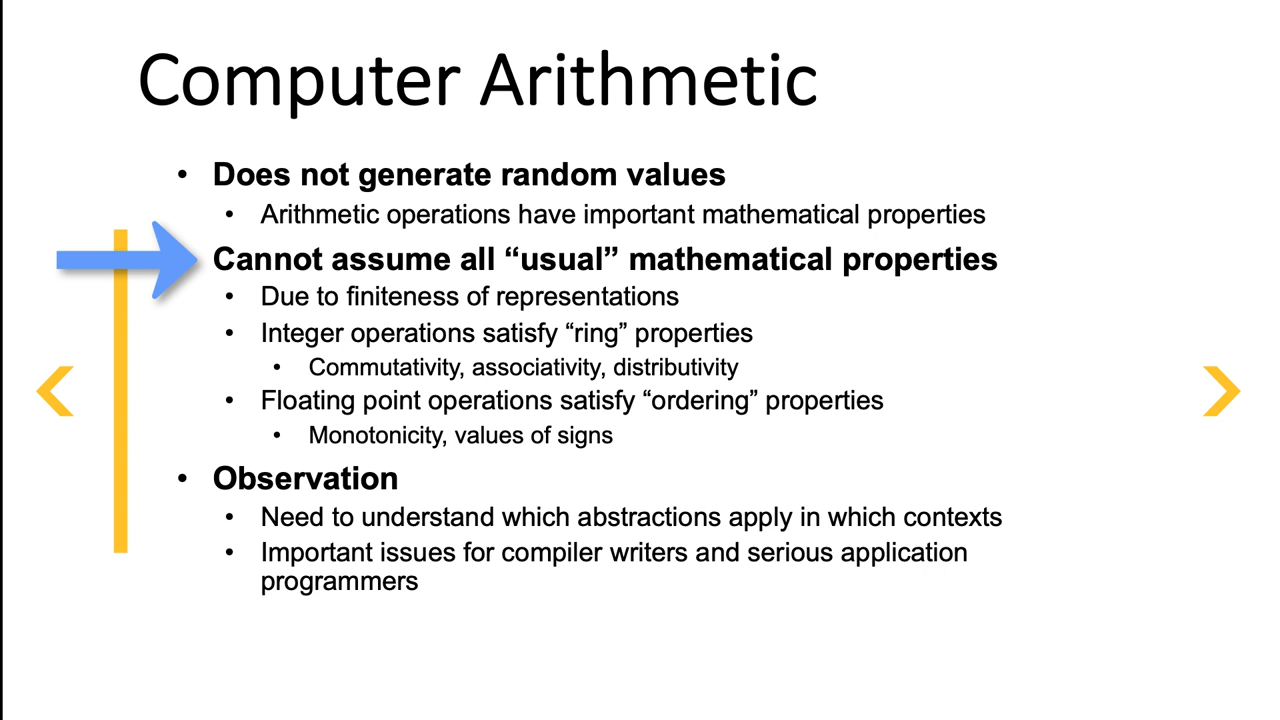 Computer Arithmetic
• Does not generate random values
• Arithmetic operations have important mathematical properties
Cannot assume all “usual” mathematical properties
• Due to finiteness of representations
• Integer operations satisfy “ring” properties
• Commutativity, associativity, distributivity
• Floating point operations satisfy “ordering” properties
• Monotonicity, values of signs
• Observation
• Need to understand which abstractions apply in which contexts
• Important issues for compiler writers and serious application
programmers